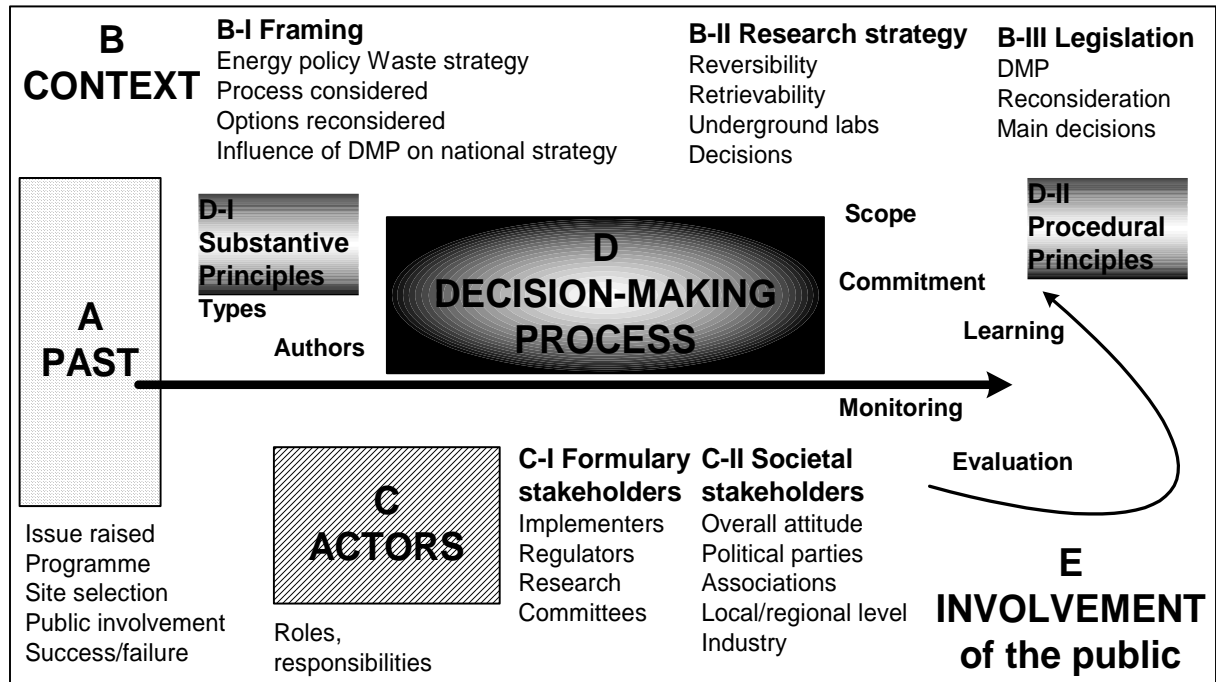 B
CONTEXT
B-I Framing
Energy policy Waste strategy
Process considered
Options reconsidered
Influence of DMP on national strategy
B-II Research strategy
Reversibility
Retrievability
Underground labs
Decisions
B-III Legislation
DMP
Reconsideration
Main decisions
A
PAST
D-I
Substantive
Principles
Types
Authors
D
DECISION-MAKING
PROCESS
Scope
Commitment
Learning
Monitoring
Evaluation
D-II
Procedural
Principles
Issue raised
Programme
Site selection
Public involvement
Success/failure
C
ACTORS
Roles,
responsibilities
C-I Formulary
stakeholders
Implementers
Regulators
Research
Committees
C-II Societal
stakeholders
Overall attitude
Political parties
Associations
Local/regional level
Industry
E
INVOLVEMENT
of the public